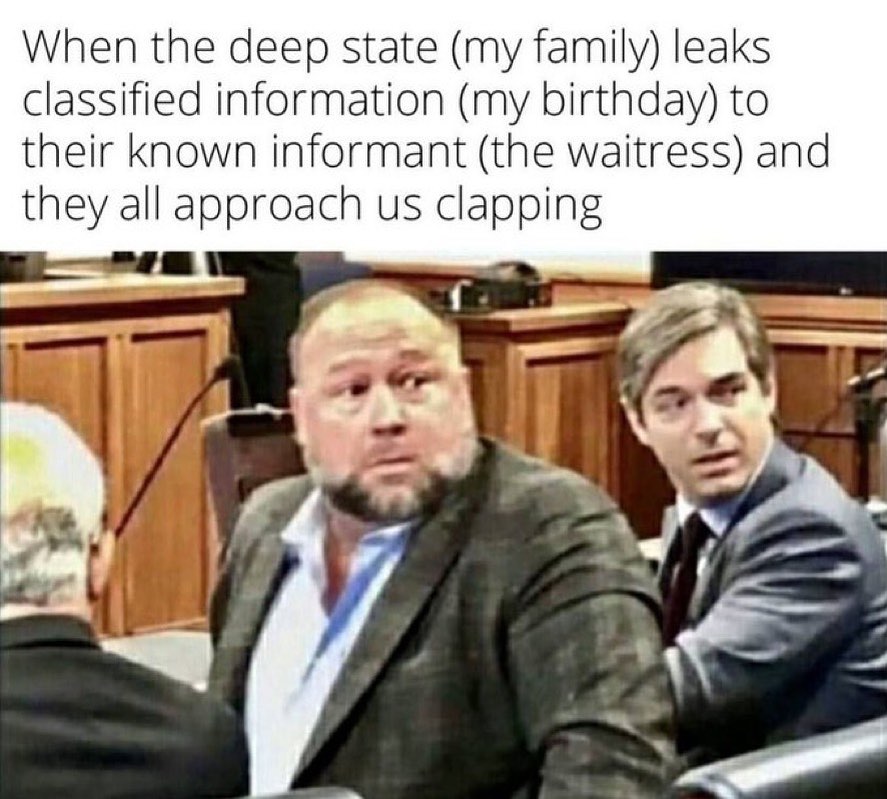 When the deep state (my family) leaks
classified information (my birthday) to
their known informant (the waitress) and
they all approach us clapping